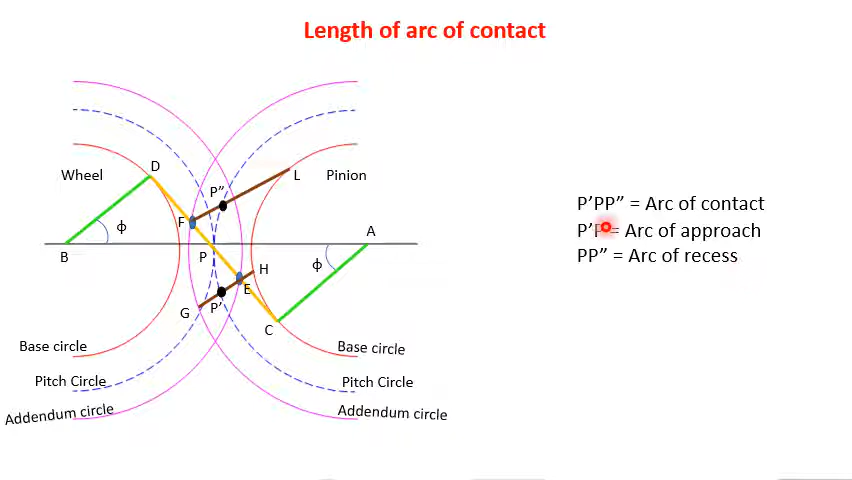 Length of arc of contact
D
Wheel
P”
L
Pinion
F
ϕ
A
B
P
ϕ
H
E
G
P’
C
Base circle
Base circle
Pitch Circle
Pitch Circle
Addendum circle
Addendum circle
P’PP” = Arc of contact
P’P = Arc of approach
PP” = Arc of recess